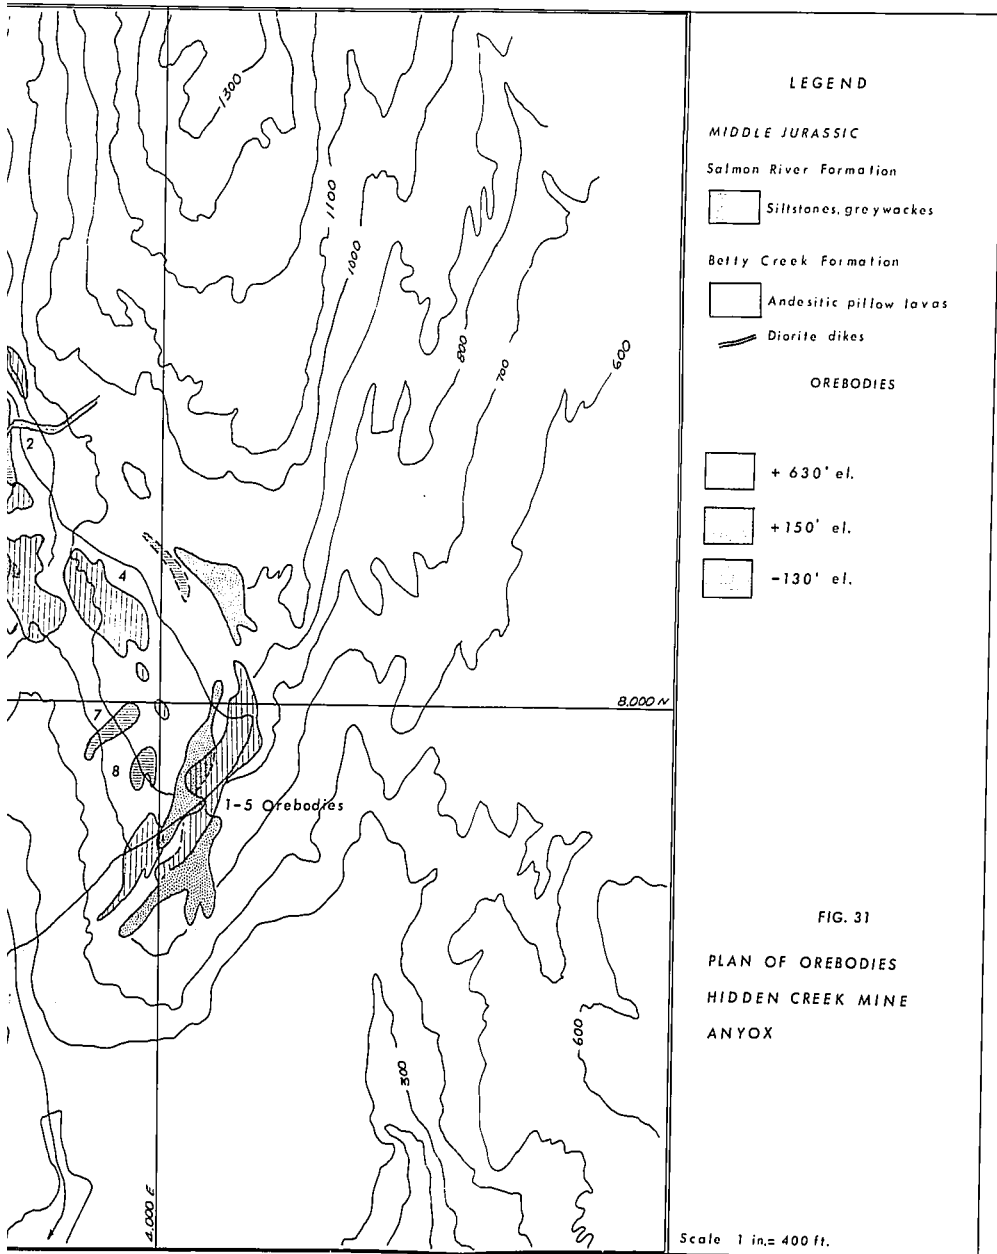 1300
1100
1000
800
700
600
2
4
8,000 N
7
8
1-5 Orebodies
600
300
4,000 E
LEGEND
MIDDLE JURASSIC
Salmon River Formation
Siltstones, greywackes
Betty Creek Formation
Andesitic pillow lavas
Diorite dikes
OREBODIES
+ 630' el.
+150' el.
-130' el.
FIG. 31
PLAN OF OREBODIES
HIDDEN CREEK MINE
ANYOX
Scale 1 in.= 400 ft.